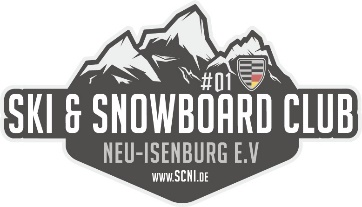 #01
SKI & SNOWBOARD CLUB
NEU-ISENBURG E.V
www.SCNI.de